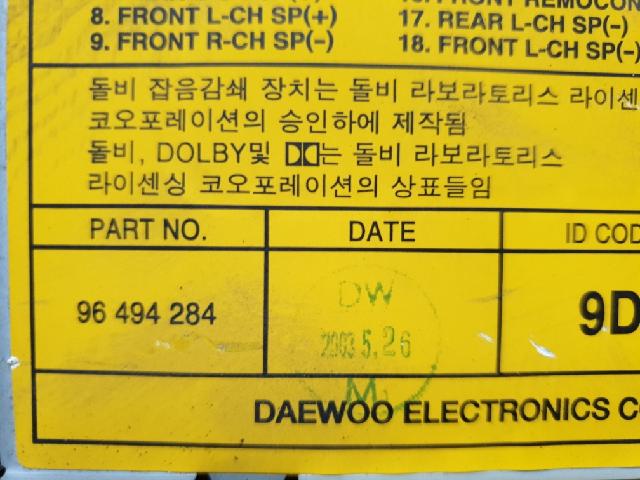 8. FRONT L-CH SP(+)
9. FRONT R-CH SP(-)
FRONT REMOCON
17. REAR L-CH SP(-)
18. FRONT L-CH SP(-)
돌비 잡음감쇄 장치는 돌비 라보라토리스 라이센
코오포레이션의 승인하에 제작됨
돌비, DOLBY및 는 돌비 라보라토리스
라이센싱 코오포레이션의 상표들임
PART NO. DATE ID COD
96 494 284
DW
2003 5. 26
M
9D
DAEWOO ELECTRONICS CO